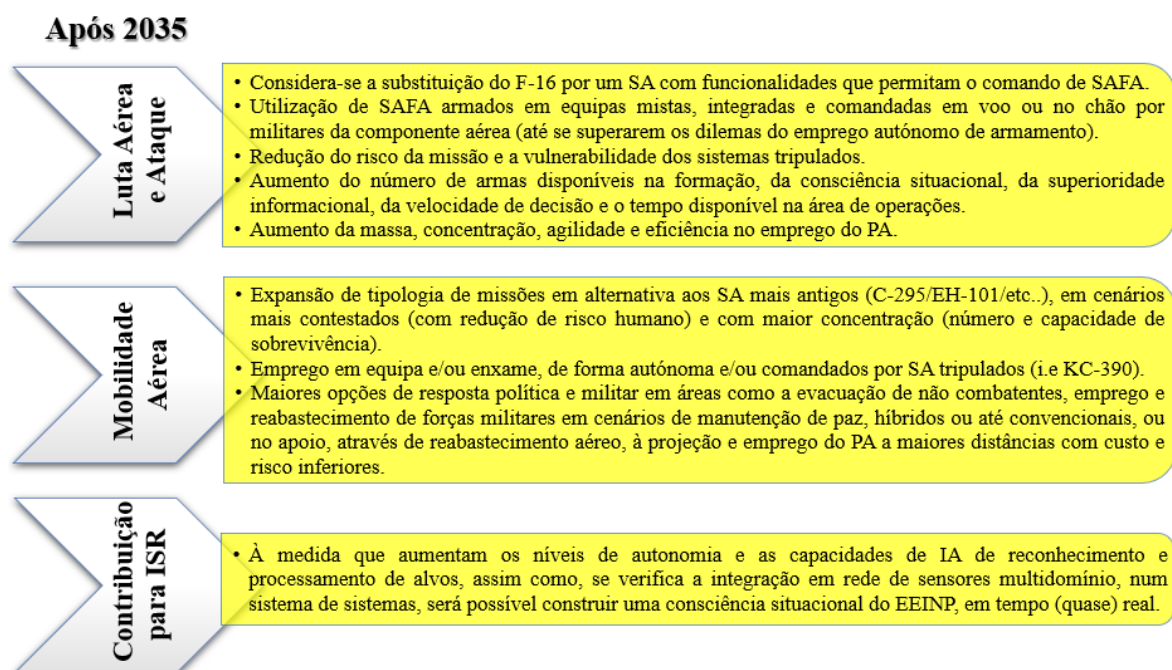 Após 2035
Luta Aérea
e Ataque
• Considera-se a substituição do F-16 por um SA com funcionalidades que permitam o comando de SAFA.
• Utilização de SAFA armados em equipas mistas, integradas e comandadas em voo ou no chão por
militares da componente aérea (até se superarem os dilemas do emprego autónomo de armamento).
• Redução do risco da missão e a vulnerabilidade dos sistemas tripulados.
• Aumento do número de armas disponíveis na formação, da consciência situacional, da superioridade
informacional, da velocidade de decisão e o tempo disponível na área de operações.
• Aumento da massa, concentração, agilidade e eficiência no emprego do PA.
Mobilidade
Aérea
• Expansão de tipologia de missões em alternativa aos SA mais antigos (C-295/EH-101/etc..), em cenários
mais contestados (com redução de risco humano) e com maior concentração (número e capacidade de
sobrevivência).
• Emprego em equipa e/ou enxame, de forma autónoma e/ou comandados por SA tripulados (i.e KC-390).
• Maiores opções de resposta política e militar em áreas como a evacuação de não combatentes, emprego e
reabastecimento de forças militares em cenários de manutenção de paz, híbridos ou até convencionais, ou
no apoio, através de reabastecimento aéreo, à projeção e emprego do PA a maiores distâncias com custo e
risco inferiores.
Contribuição
para ISR
• À medida que aumentam os níveis de autonomia e as capacidades de IA de reconhecimento e
processamento de alvos, assim como, se verifica a integração em rede de sensores multidomínio, num
sistema de sistemas, será possível construir uma consciência situacional do EEINP, em tempo (quase) real.